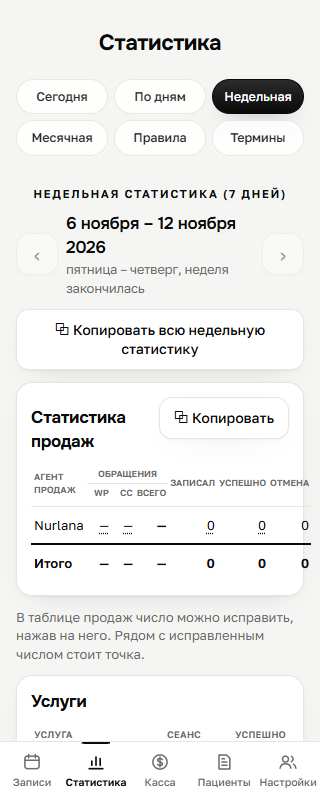 Статистика
Сегодня По дням Недельная
Месячная Правила Термины
НЕДЕЛЬНАЯ СТАТИСТИКА (7 ДНЕЙ)
‹ 6 ноября – 12 ноября ›
2026
пятница – четверг, неделя
закончилась
Копировать всю недельную
статистику
Статистика
продаж
Копировать
АГЕНТ
ПРОДАЖ
ОБРАЩЕНИЯ
WP CC ВСЕГО
ЗАПИСАЛ УСПЕШНО ОТМЕНА
Nurlana — — — 0 0 0
Итого — — — 0 0 0
В таблице продаж число можно исправить,
нажав на него. Рядом с исправленным
числом стоит точка.
Услуги
УСЛУГА СЕАНС УСПЕШНО
Записи Статистика Касса Пациенты Настройки